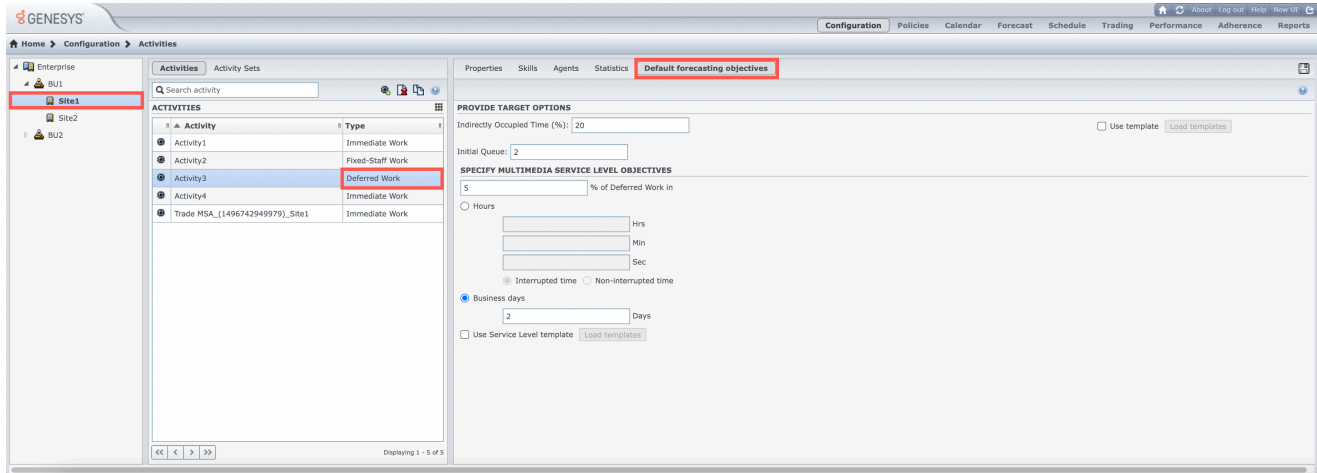 GENESYS
About Log out Help New UI
Configuration Policies Calendar Forecast Schedule Trading Performance Adherence Reports
Home Configuration Activities
Enterprise
BU1
Site1
Site2
BU2
Activities Activity Sets
Search activity
ACTIVITIES
Activity Type
Activity1 Immediate Work
Activity2 Fixed-Staff Work
Activity3 Deferred Work
Activity4 Immediate Work
Trade MSA_(1496742949979)_Site1 Immediate Work
<< < > >> Displaying 1 - 5 of 5
Properties Skills Agents Statistics Default forecasting objectives
PROVIDE TARGET OPTIONS
Indirectly Occupied Time (%): 20 Use template Load templates
Initial Queue: 2
SPECIFY MULTIMEDIA SERVICE LEVEL OBJECTIVES
5 % of Deferred Work in
Hours
Hrs
Min
Sec
Interrupted time Non-interrupted time
Business days
2 Days
Use Service Level template Load templates